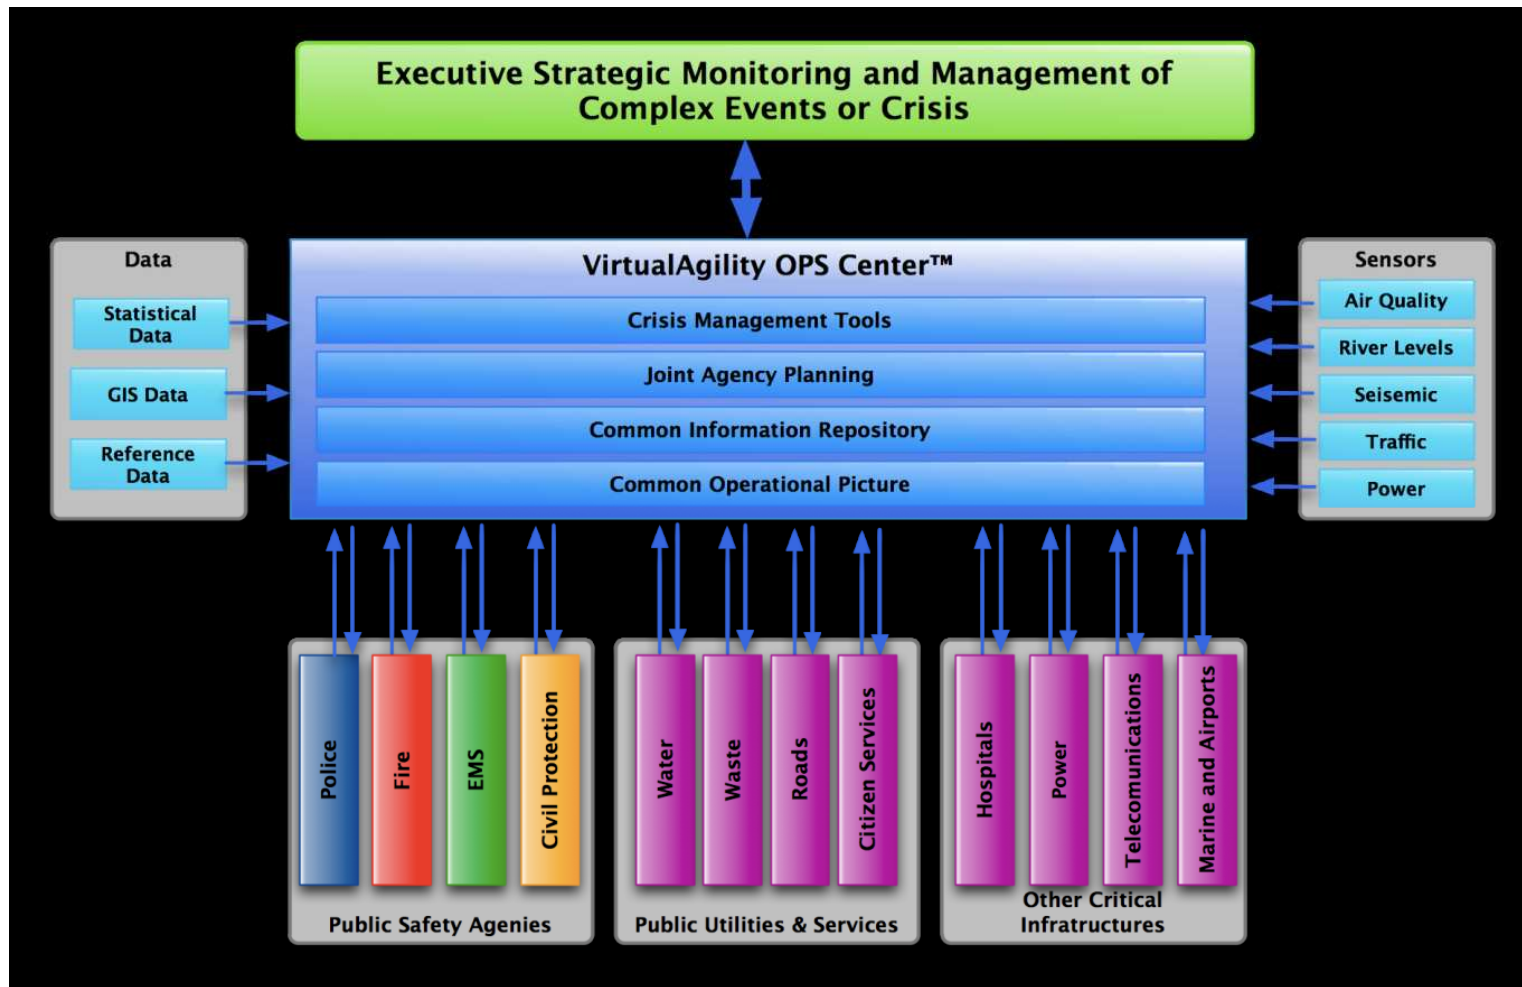 Executive Strategic Monitoring and Management of
Complex Events or Crisis
Data
Statistical
Data
GIS Data
Reference
Data
VirtualAgility OPS Center™
Crisis Management Tools
Joint Agency Planning
Common Information Repository
Common Operational Picture
Sensors
Air Quality
River Levels
Seisemic
Traffic
Power
Police
Fire
EMS
Civil Protection
Public Safety Agenies
Water
Waste
Roads
Citizen Services
Public Utilities & Services
Hospitals
Power
Telecomunications
Marine and Airports
Other Critical
Infratructures